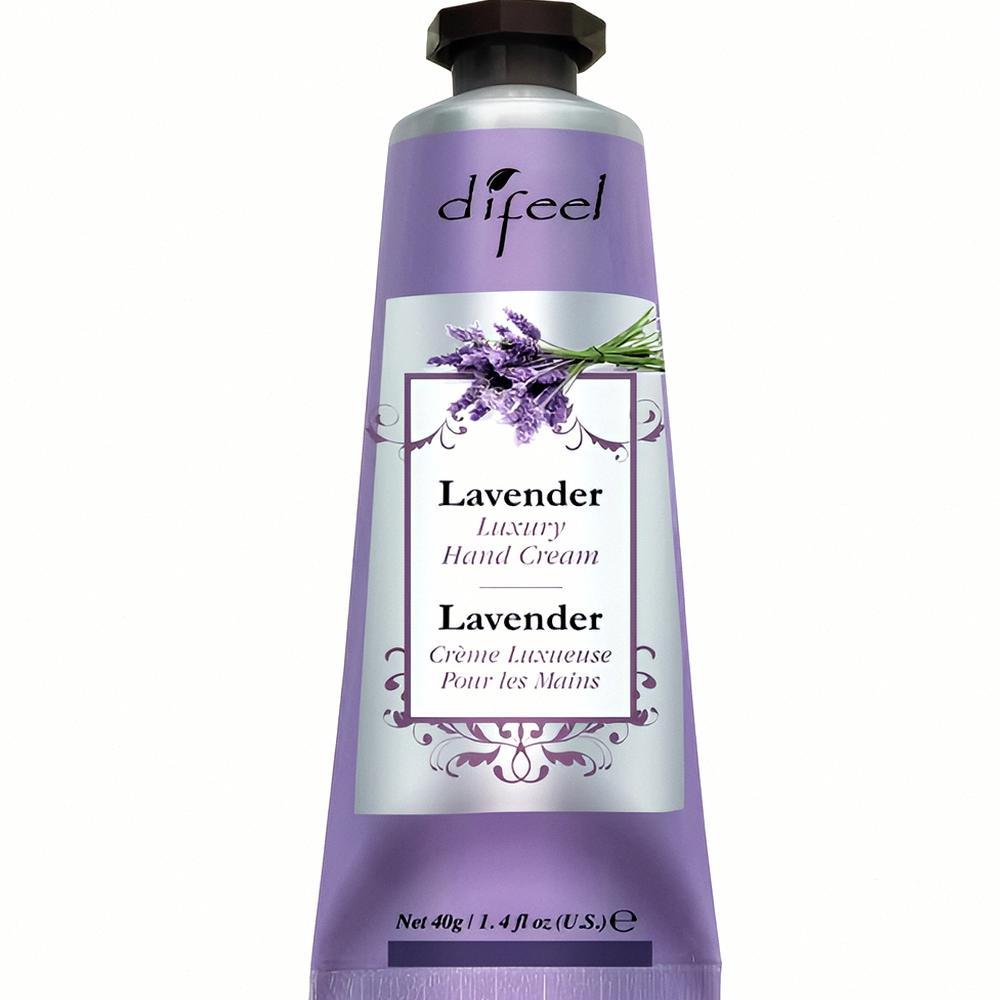 difeel
Lavender
Luxury
Hand Cream
Lavender
Crème Luxueuse
Pour les Mains
Net 40g / 1.4 fl oz (U.S.) ℮